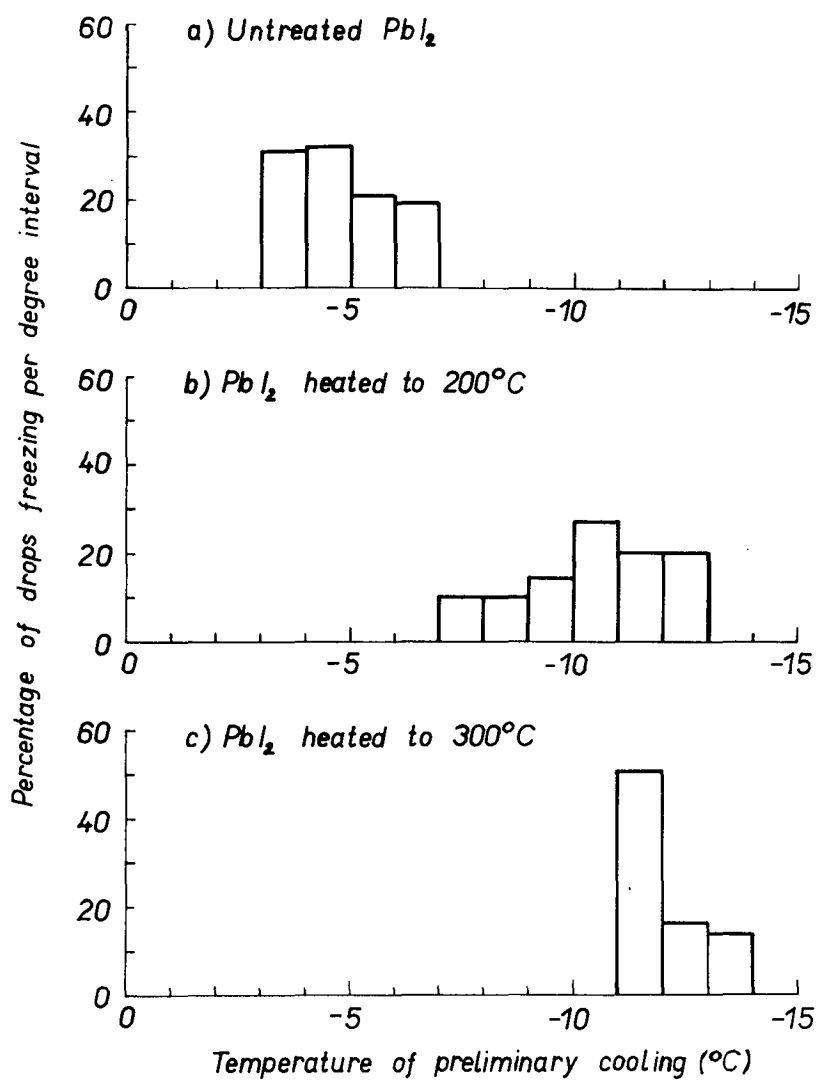 Percentage of drops freezing per degree interval
a) Untreated PbI₂
60
40
20
0
0 -5 -10 -15
b) PbI₂ heated to 200°C
60
40
20
0
0 -5 -10 -15
c) PbI₂ heated to 300°C
60
40
20
0
0 -5 -10 -15
Temperature of preliminary cooling (°C)